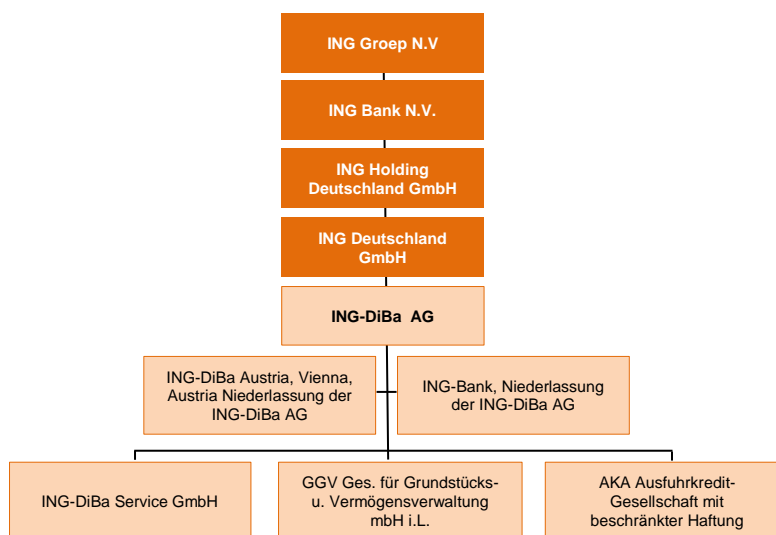 ING Groep N.V
ING Bank N.V.
ING Holding
Deutschland GmbH
ING Deutschland
GmbH
ING-DiBa AG
ING-DiBa Austria, Vienna,
Austria Niederlassung der
ING-DiBa AG
ING-Bank, Niederlassung
der ING-DiBa AG
ING-DiBa Service GmbH
GGV Ges. für Grundstücks-
u. Vermögensverwaltung
mbH i.L.
AKA Ausfuhrkredit-
Gesellschaft mit
beschränkter Haftung